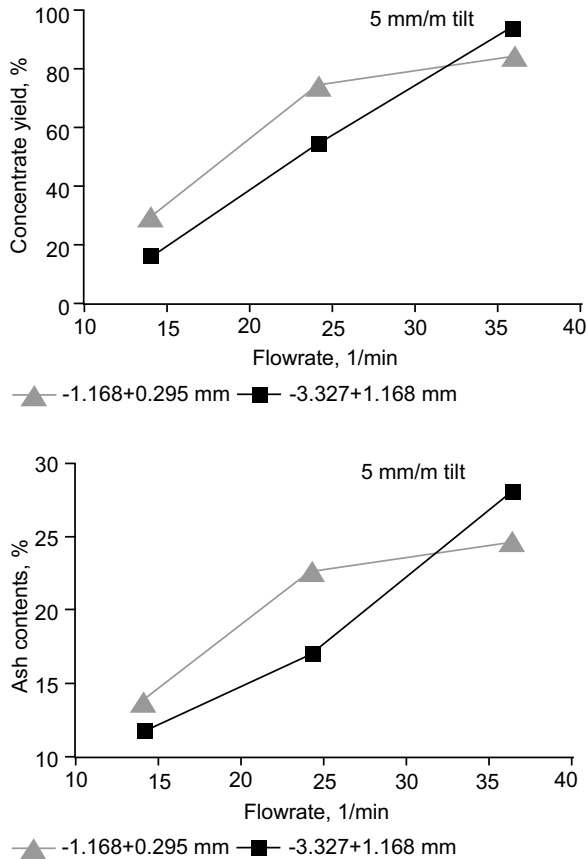 5 mm/m tilt
Concentrate yield, %
100
80
60
40
20
0
10 15 20 25 30 35 40
Flowrate, 1/min
-1.168+0.295 mm -3.327+1.168 mm
5 mm/m tilt
Ash contents, %
30
25
20
15
10
10 15 20 25 30 35 40
Flowrate, 1/min
-1.168+0.295 mm -3.327+1.168 mm